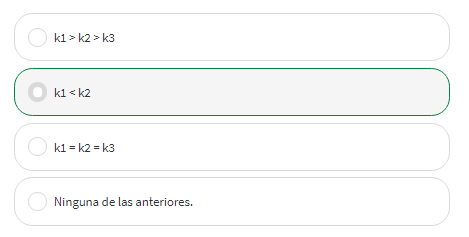 k1 > k2 > k3
k1 < k2
k1 = k2 = k3
Ninguna de las anteriores.